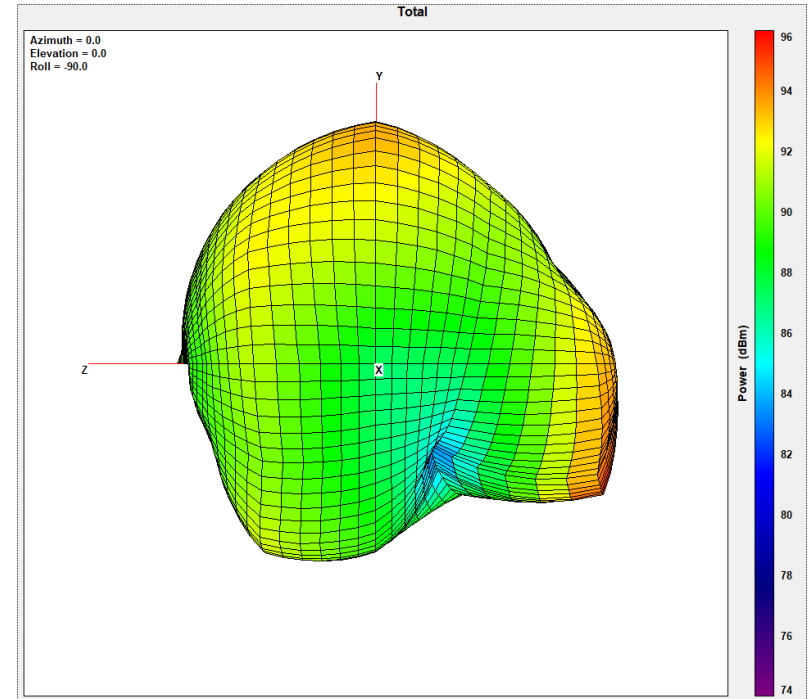 Total
Azimuth = 0.0
Elevation = 0.0
Roll = -90.0
Y
Z
X
96
94
92
90
88
86
84
82
80
78
76
74
Power (dBm)